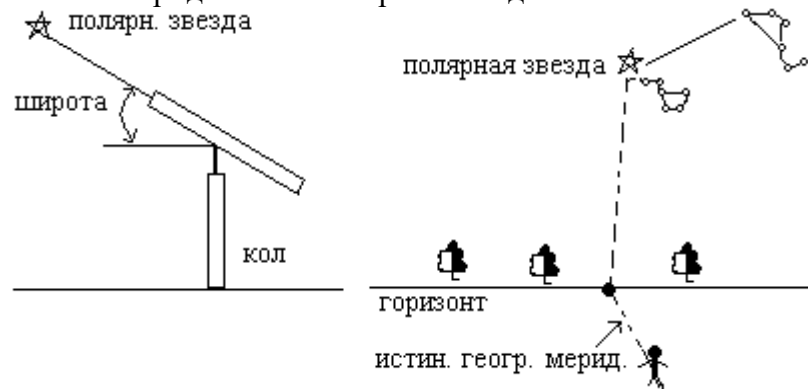 полярн. звезда
широта
кол
полярная звезда
горизонт
истин. геогр. мерид.